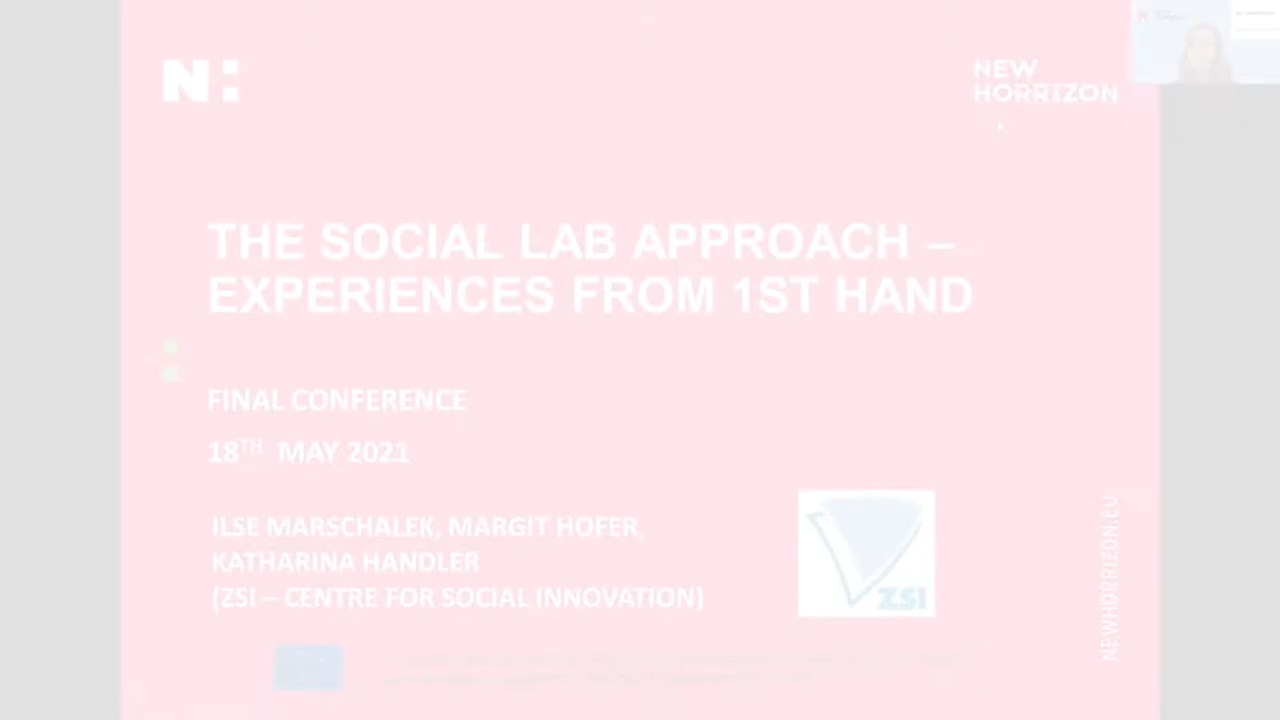 N:
NEW
HORRIZON
THE SOCIAL LAB APPROACH –
EXPERIENCES FROM 1ST HAND
FINAL CONFERENCE
18TH MAY 2021
ILSE MARSCHALEK, MARGIT HOFER,
KATHARINA HANDLER
(ZSI – CENTRE FOR SOCIAL INNOVATION)
ZSI
NEWHORRIZON.EU